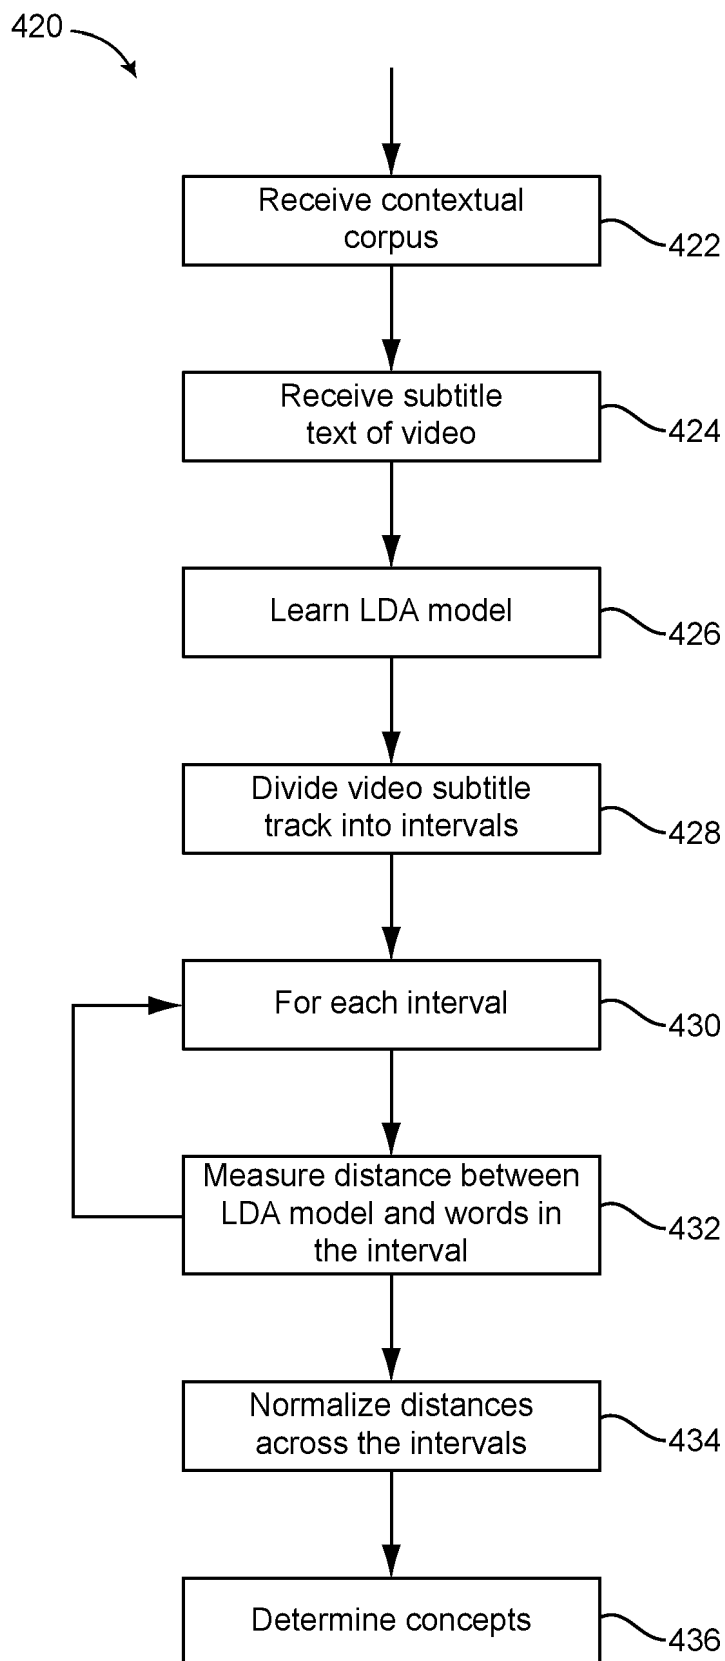 420
Receive contextual
corpus
422
Receive subtitle
text of video
424
Learn LDA model
426
Divide video subtitle
track into intervals
428
For each interval
430
Measure distance between
LDA model and words in
the interval
432
Normalize distances
across the intervals
434
Determine concepts
436